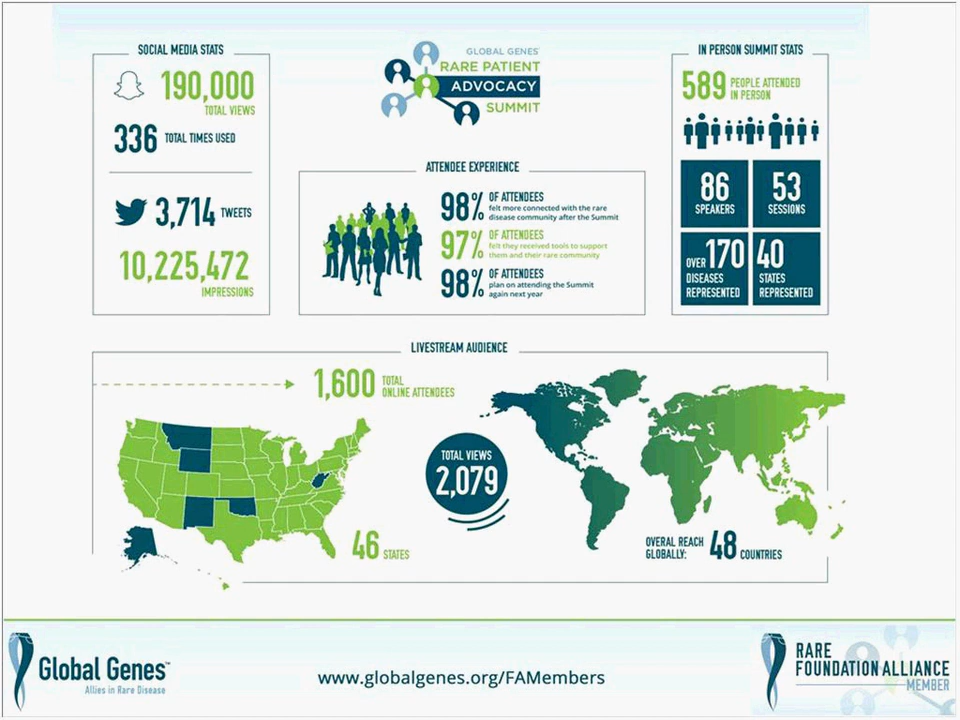 SOCIAL MEDIA STATS
190,000
TOTAL VIEWS
336 TOTAL TIMES USED
3,714 TWEETS
10,225,472
IMPRESSIONS
GLOBAL GENES
RARE PATIENT
ADVOCACY
SUMMIT
ATTENDEE EXPERIENCE
98% OF ATTENDEES
felt more connected with the rare
disease community after the Summit
97% OF ATTENDEES
felt they received tools to support
them and their rare community
98% OF ATTENDEES
plan on attending the Summit
again next year
IN PERSON SUMMIT STATS
589 PEOPLE ATTENDED
IN PERSON
86
SPEAKERS
53
SESSIONS
OVER 170
DISEASES
REPRESENTED
40
STATES
REPRESENTED
LIVESTREAM AUDIENCE
1,600 TOTAL
ONLINE ATTENDEES
TOTAL VIEWS
2,079
46 STATES
OVERAL REACH
GLOBALLY: 48 COUNTRIES
Global Genes™
Allies in Rare Disease
www.globalgenes.org/FAMembers
RARE
FOUNDATION ALLIANCE
MEMBER